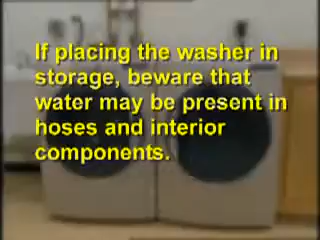 If placing the washer in
storage, beware that
water may be present in
hoses and interior
components.